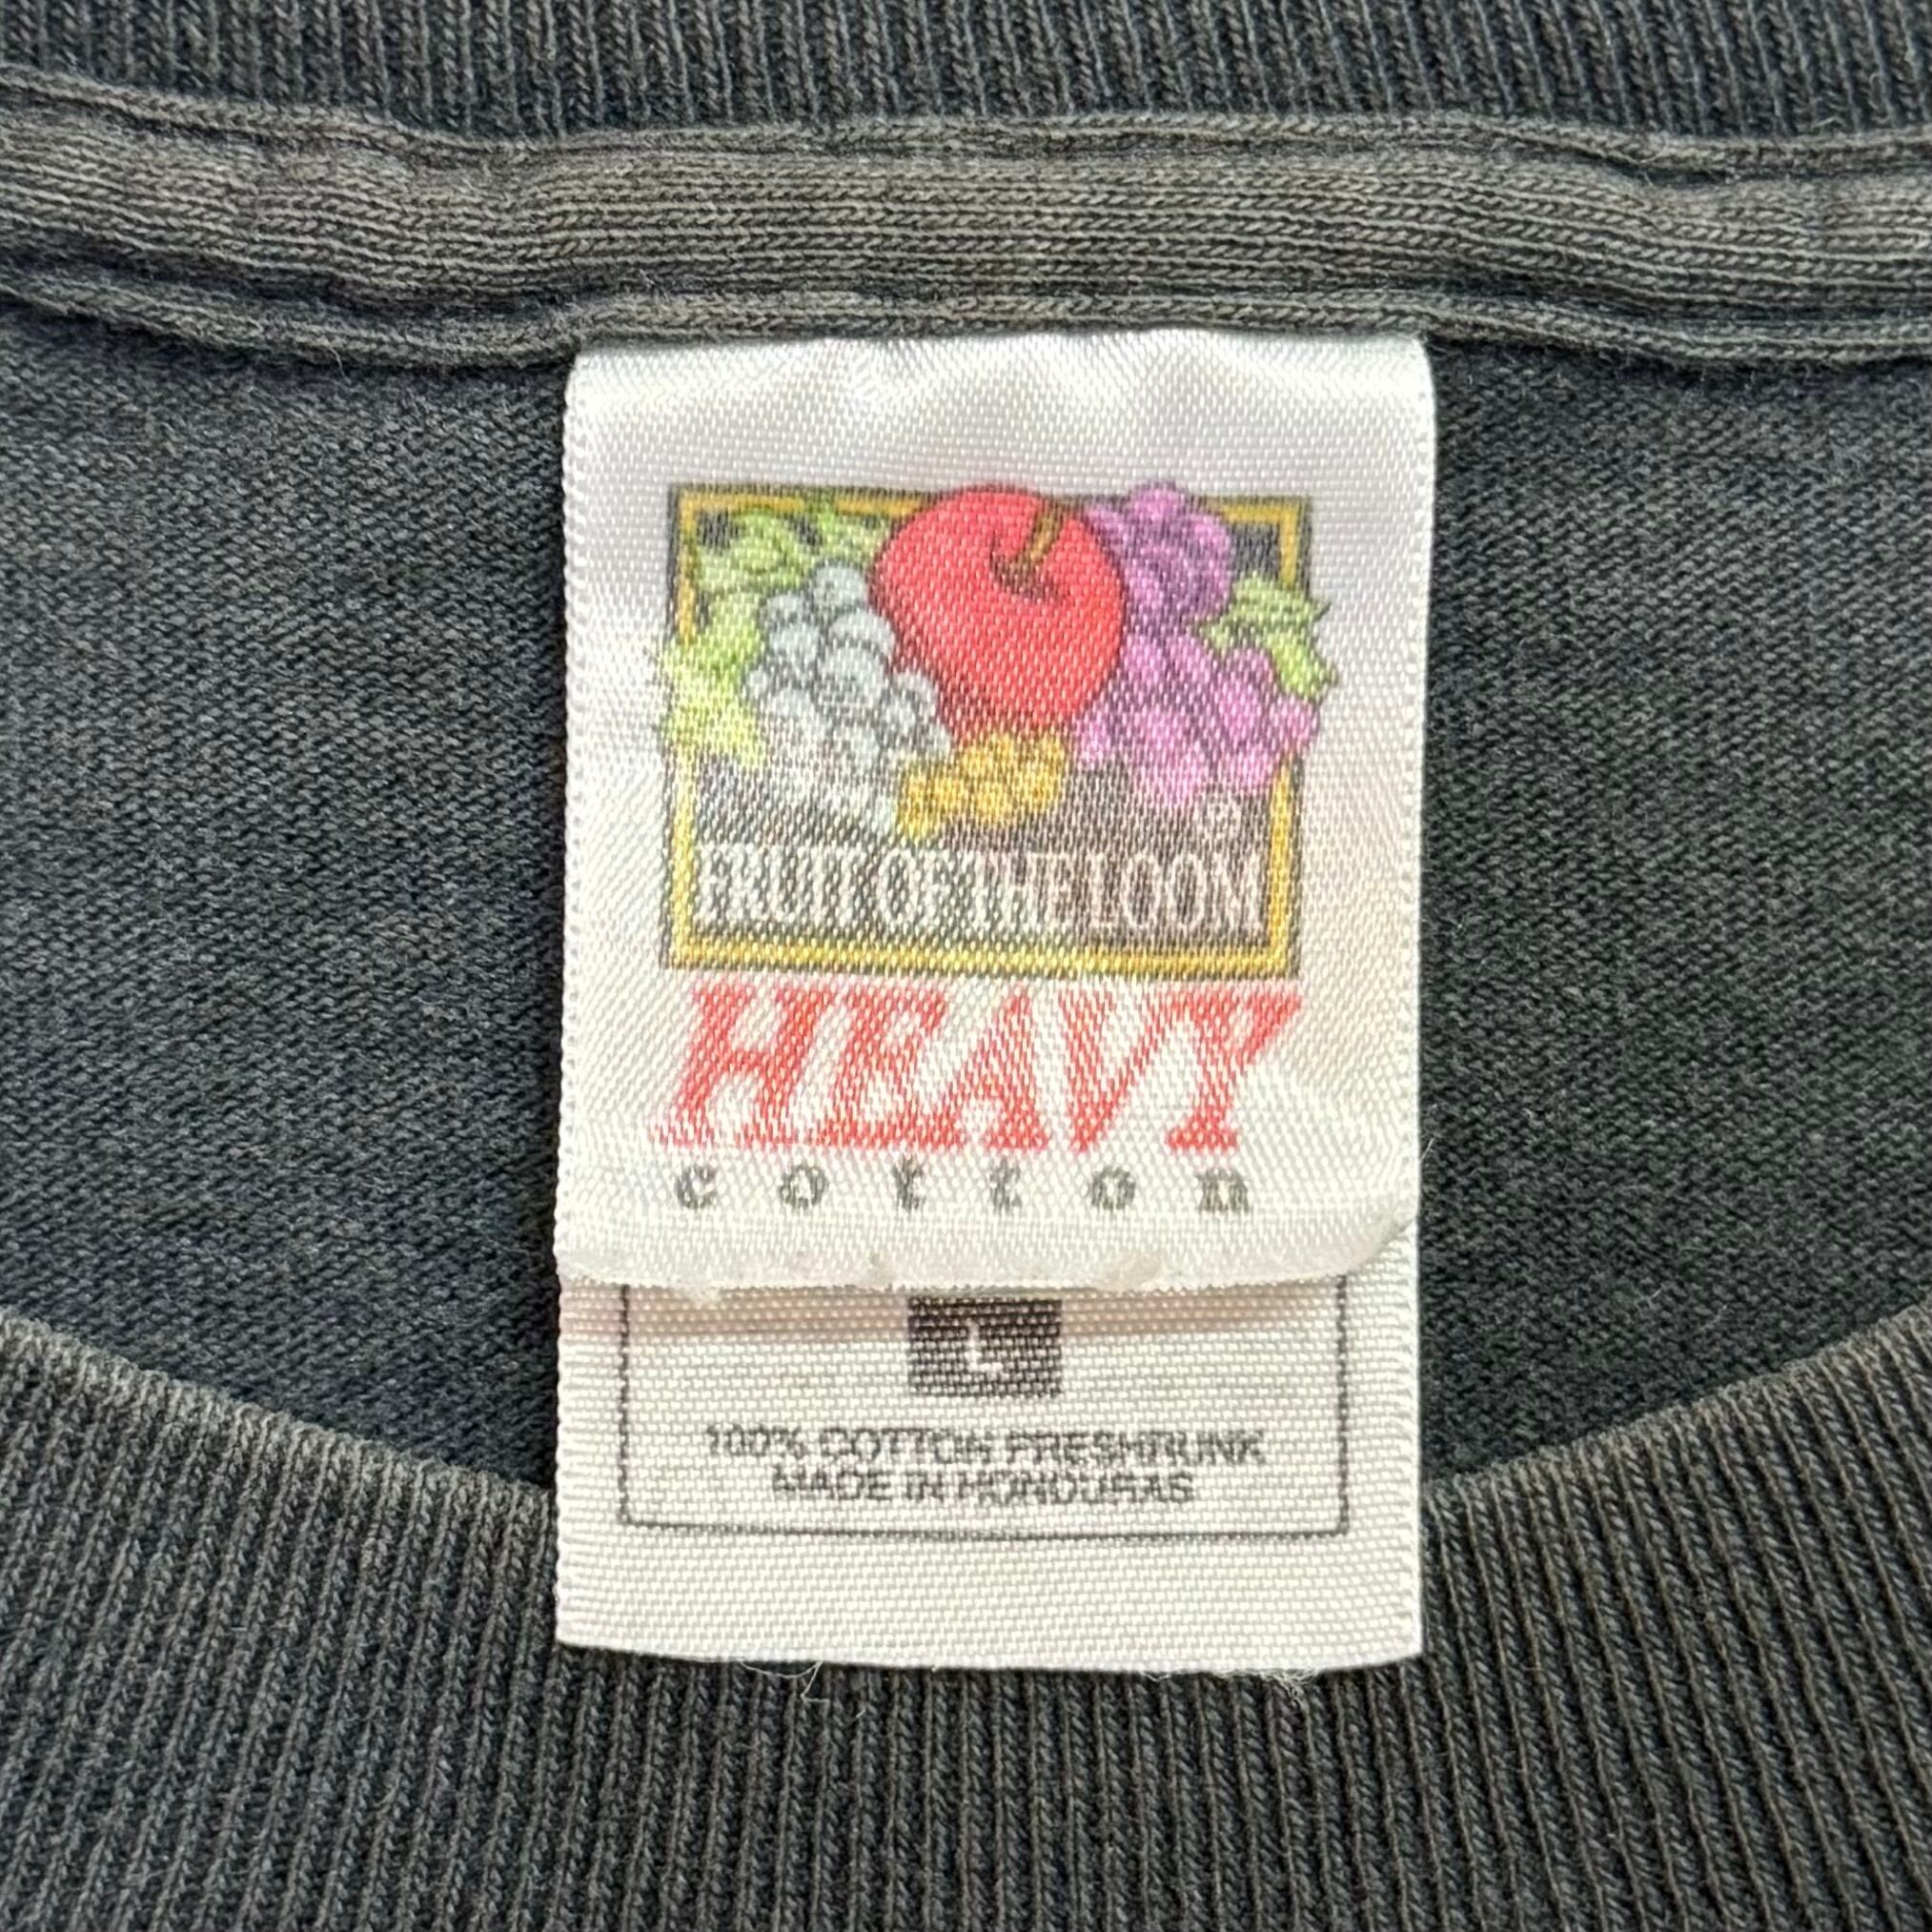 ®
FRUIT OF THE LOOM
HEAVY
cotton
L
100% COTTON PRESHRUNK
MADE IN HONDURAS